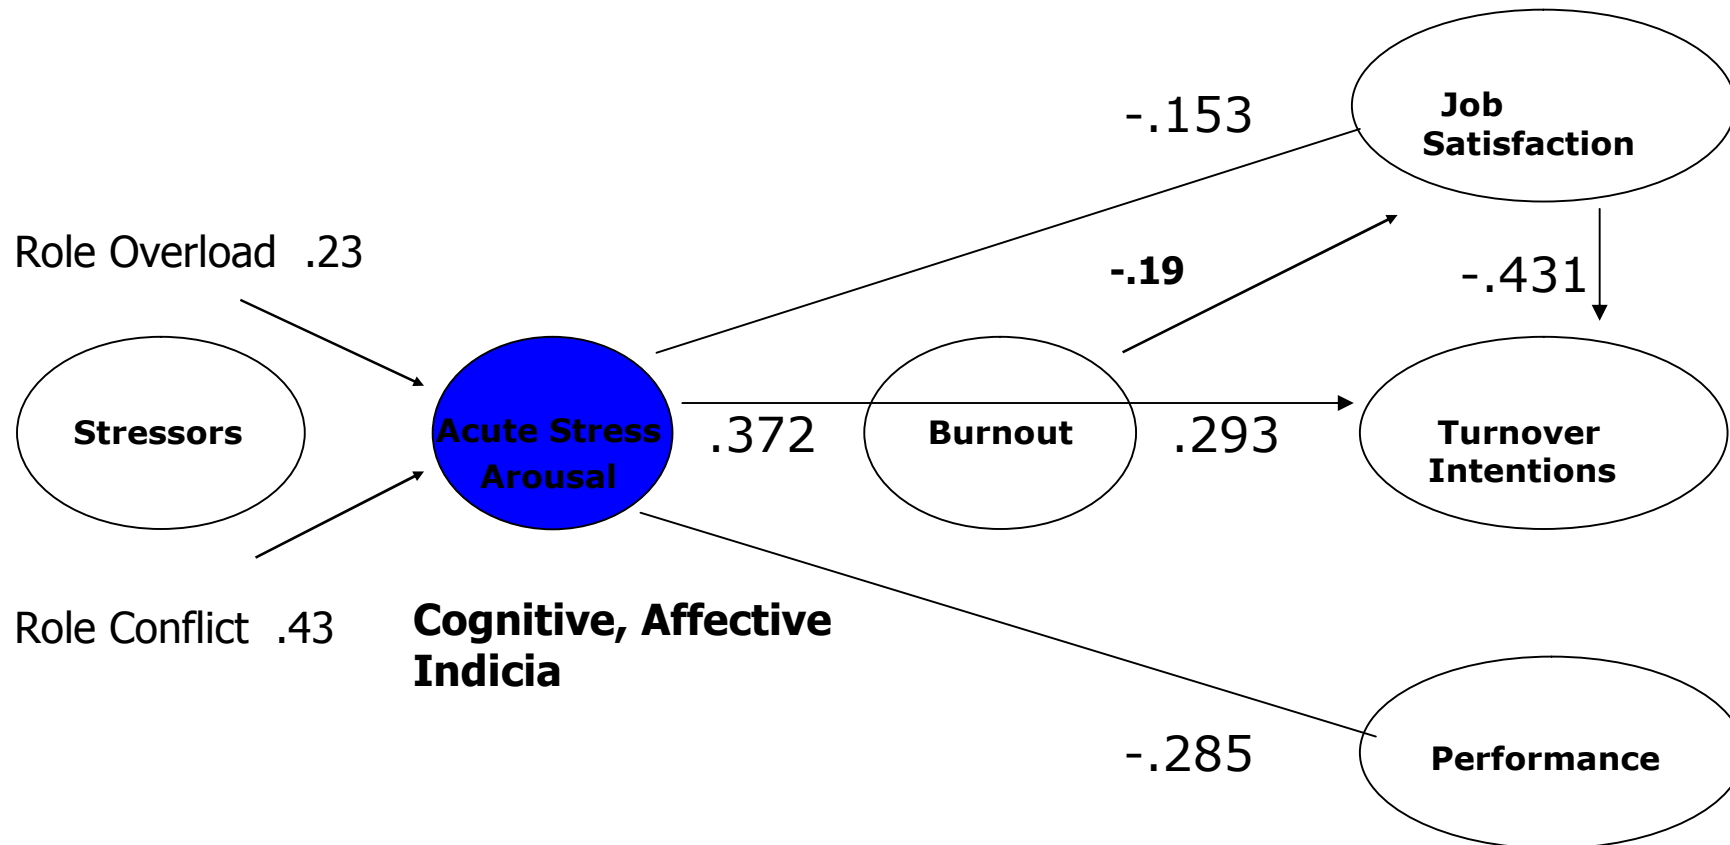 Job
Satisfaction
-.153
Role Overload .23
-.19
-.431
Stressors
Acute Stress
Arousal
.372
Burnout
.293
Turnover
Intentions
Role Conflict .43
Cognitive, Affective
Indicia
-.285
Performance